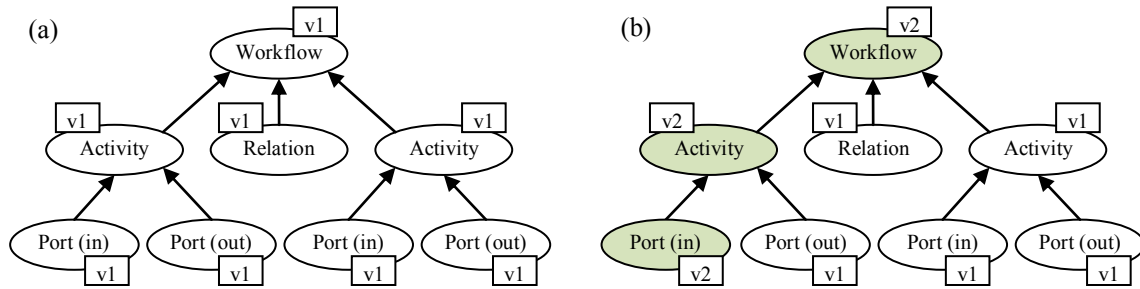 (a)
v1
Workflow
v1
Activity
v1
Relation
v1
Activity
Port (in)
v1
Port (out)
v1
Port (in)
v1
Port (out)
v1
(b)
v2
Workflow
v2
Activity
v1
Relation
v1
Activity
Port (in)
v2
Port (out)
v1
Port (in)
v1
Port (out)
v1